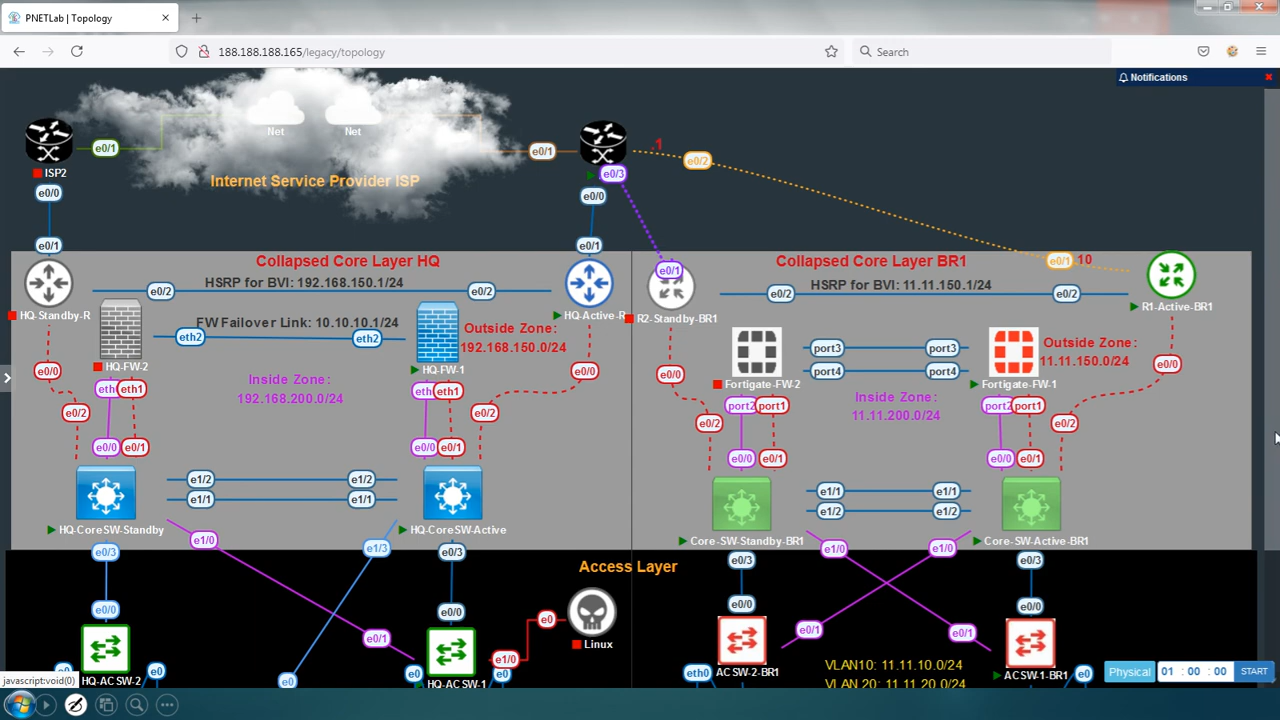 PNETLab | Topology
188.188.188.165/legacy/topology
Search
Notifications
Net
Net
ISP2
e0/1
e0/1
.1
e0/2
Internet Service Provider ISP
e0/3
e0/0
e0/0
e0/1
e0/1
Collapsed Core Layer HQ
Collapsed Core Layer BR1
e0/1
e0/1
10
HSRP for BVI: 192.168.150.1/24
HSRP for BVI: 11.11.150.1/24
e0/2
e0/2
e0/2
e0/2
HQ-Standby-R
HQ-Active-R
R2-Standby-BR1
R1-Active-BR1
FW Failover Link: 10.10.10.1/24
eth2
eth2
Outside Zone:
192.168.150.0/24
port3
port3
port4
port4
Outside Zone:
11.11.150.0/24
HQ-FW-2
HQ-FW-1
Fortigate-FW-2
Fortigate-FW-1
e0/0
eth1
Inside Zone:
192.168.200.0/24
eth1
e0/0
e0/0
e0/0
port2
port1
Inside Zone:
11.11.200.0/24
port2
port1
e0/2
e0/2
e0/2
e0/2
e0/0
e0/1
e0/0
e0/1
e0/0
e0/1
e0/0
e0/1
e1/2
e1/2
e1/1
e1/1
e1/1
e1/1
e1/2
e1/2
HQ-CoreSW-Standby
HQ-CoreSW-Active
Core-SW-Standby-BR1
Core-SW-Active-BR1
e0/3
e1/0
e1/3
e0/3
e0/3
e1/0
e1/0
e0/3
Access Layer
e0/0
e0/0
e0/0
e0/0
e0/1
e0
Linux
e0/1
e0/1
e1/0
HQ-ACSW-2
HQ-ACSW-1
ACSW-2-BR1
ACSW-1-BR1
VLAN10: 11.11.10.0/24
VLAN 20: 11.11.20.0/24
e0
e0
e0
eth0
e0
Physical
01 : 00 : 00
START
javascript:void(0)